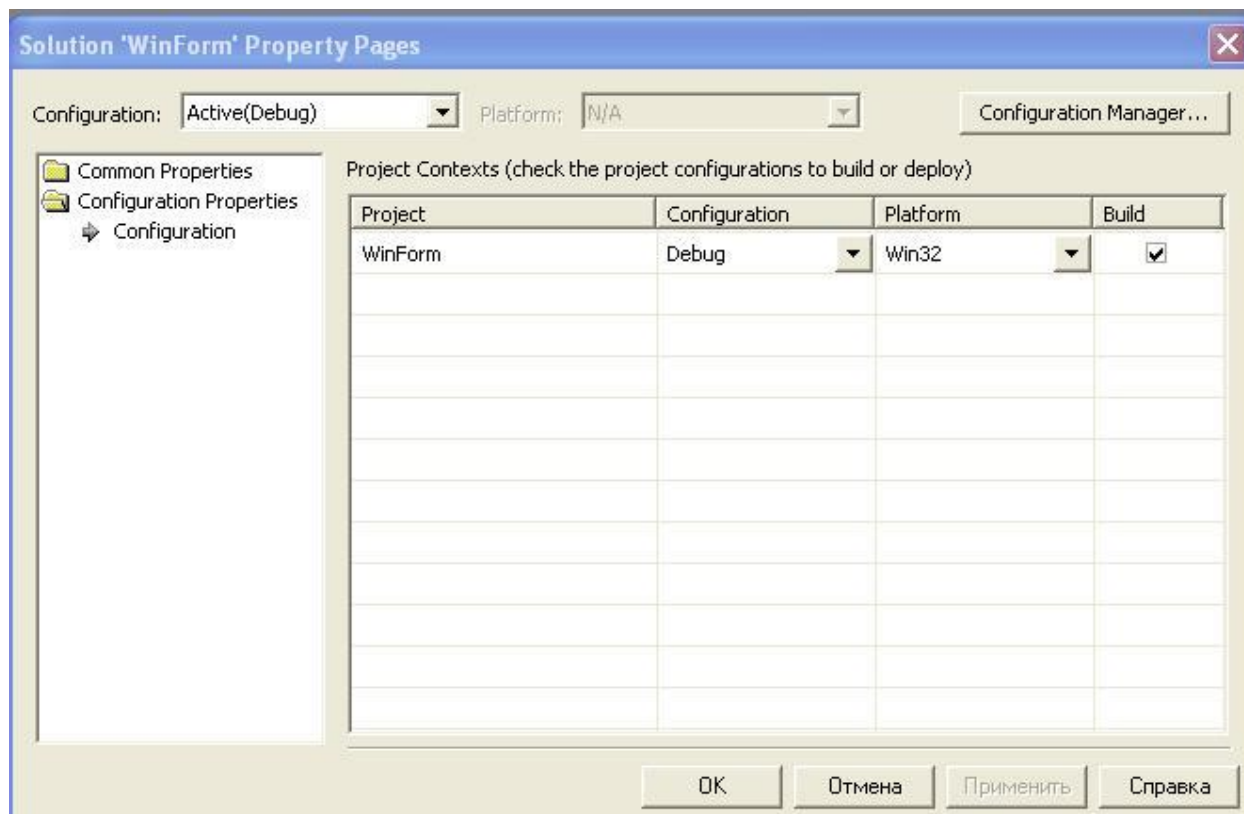 Solution 'WinForm' Property Pages
Configuration: Active(Debug) Platform: N/A Configuration Manager...
Common Properties
Configuration Properties
Configuration
Project Contexts (check the project configurations to build or deploy)
Project Configuration Platform Build
WinForm Debug Win32
OK Отмена Применить Справка